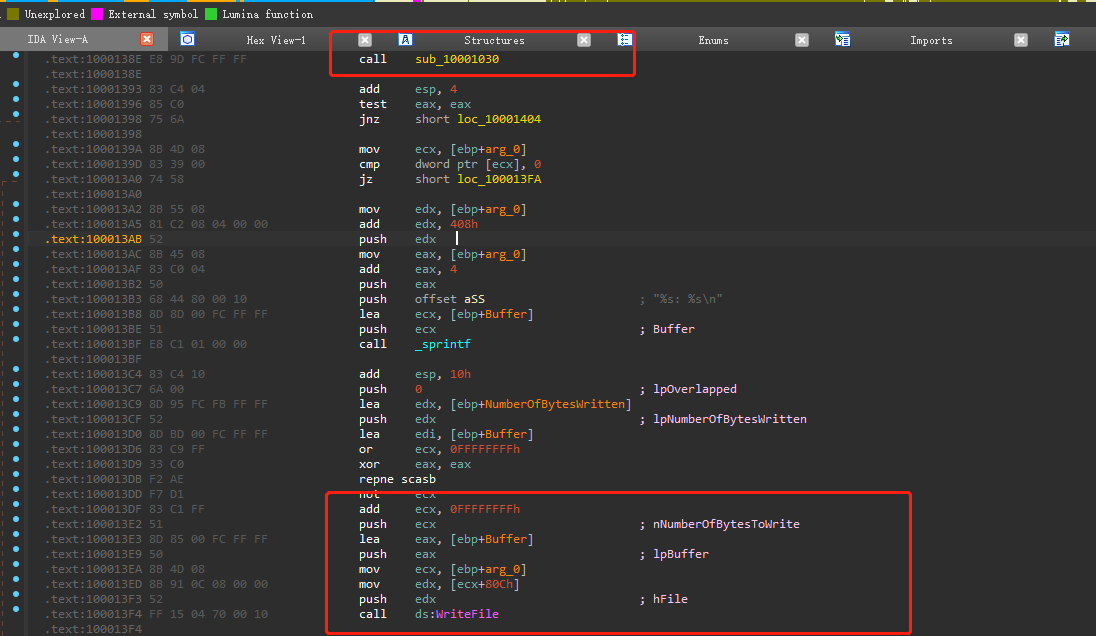 Unexplored External symbol Lumina function
IDA View-A Hex View-1 Structures Enums Imports
.text:1000138E E8 9D FC FF FF call sub_10001030
.text:1000138E
.text:10001393 83 C4 04 add esp, 4
.text:10001396 85 C0 test eax, eax
.text:10001398 75 6A jnz short loc_10001404
.text:10001398
.text:1000139A 8B 4D 08 mov ecx, [ebp+arg_0]
.text:1000139D 83 39 00 cmp dword ptr [ecx], 0
.text:100013A0 74 58 jz short loc_100013FA
.text:100013A0
.text:100013A2 8B 55 08 mov edx, [ebp+arg_0]
.text:100013A5 81 C2 08 04 00 00 add edx, 408h
.text:100013AB 52 push edx
.text:100013AC 8B 45 08 mov eax, [ebp+arg_0]
.text:100013AF 83 C0 04 add eax, 4
.text:100013B2 50 push eax
.text:100013B3 68 44 80 00 10 push offset aSS ; "%s: %s\n"
.text:100013B8 8D 8D 00 FC FF FF lea ecx, [ebp+Buffer]
.text:100013BE 51 push ecx ; Buffer
.text:100013BF E8 C1 01 00 00 call _sprintf
.text:100013BF
.text:100013C4 83 C4 10 add esp, 10h
.text:100013C7 6A 00 push 0 ; lpOverlapped
.text:100013C9 8D 95 FC FB FF FF lea edx, [ebp+NumberOfBytesWritten]
.text:100013CF 52 push edx ; lpNumberOfBytesWritten
.text:100013D0 8D BD 00 FC FF FF lea edi, [ebp+Buffer]
.text:100013D6 83 C9 FF or ecx, 0FFFFFFFFh
.text:100013D9 33 C0 xor eax, eax
.text:100013DB F2 AE repne scasb
.text:100013DD F7 D1 not ecx
.text:100013DF 83 C1 FF add ecx, 0FFFFFFFFh
.text:100013E2 51 push ecx ; nNumberOfBytesToWrite
.text:100013E3 8D 85 00 FC FF FF lea eax, [ebp+Buffer]
.text:100013E9 50 push eax ; lpBuffer
.text:100013EA 8B 4D 08 mov ecx, [ebp+arg_0]
.text:100013ED 8B 91 0C 08 00 00 mov edx, [ecx+80Ch]
.text:100013F3 52 push edx ; hFile
.text:100013F4 FF 15 04 70 00 10 call ds:WriteFile
.text:100013F4